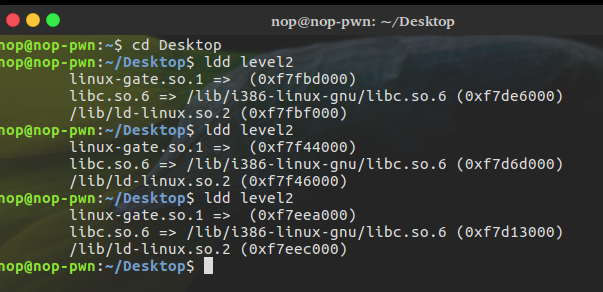 nop@nop-pwn: ~/Desktop
nop@nop-pwn:~$ cd Desktop
nop@nop-pwn:~/Desktop$ ldd level2
linux-gate.so.1 =>  (0xf7fbd000)
libc.so.6 => /lib/i386-linux-gnu/libc.so.6 (0xf7de6000)
/lib/ld-linux.so.2 (0xf7fbf000)
nop@nop-pwn:~/Desktop$ ldd level2
linux-gate.so.1 =>  (0xf7f44000)
libc.so.6 => /lib/i386-linux-gnu/libc.so.6 (0xf7d6d000)
/lib/ld-linux.so.2 (0xf7f46000)
nop@nop-pwn:~/Desktop$ ldd level2
linux-gate.so.1 =>  (0xf7eea000)
libc.so.6 => /lib/i386-linux-gnu/libc.so.6 (0xf7d13000)
/lib/ld-linux.so.2 (0xf7eec000)
nop@nop-pwn:~/Desktop$